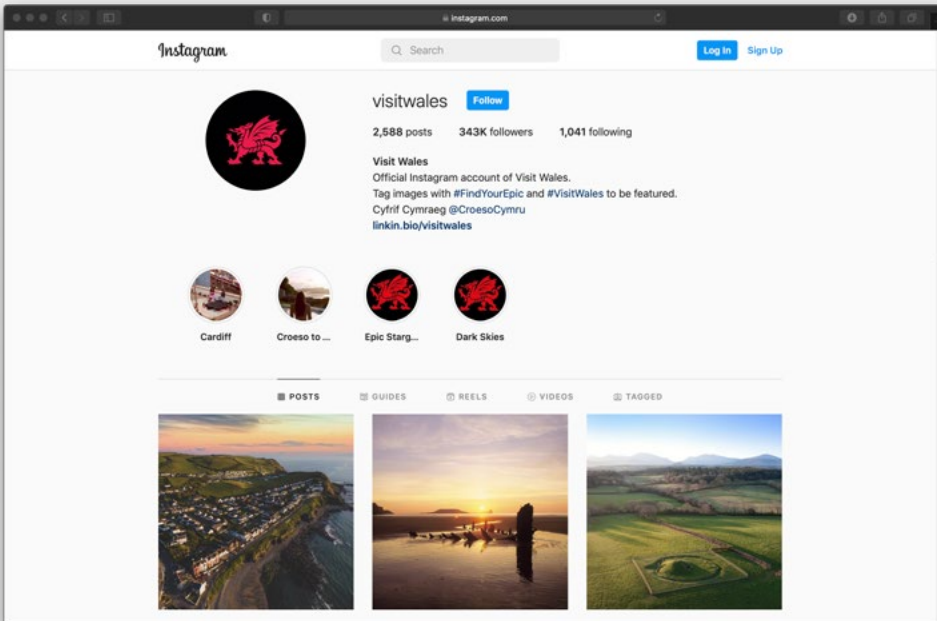 instagram.com
Instagram
Search
Log In
Sign Up
visitwales
Follow
2,588 posts 343K followers 1,041 following
Visit Wales
Official Instagram account of Visit Wales.
Tag images with #FindYourEpic and #VisitWales to be featured.
Cyfrif Cymraeg @CroesoCymru
linkin.bio/visitwales
Cardiff Croeso to ... Epic Starg... Dark Skies
POSTS GUIDES REELS VIDEOS TAGGED